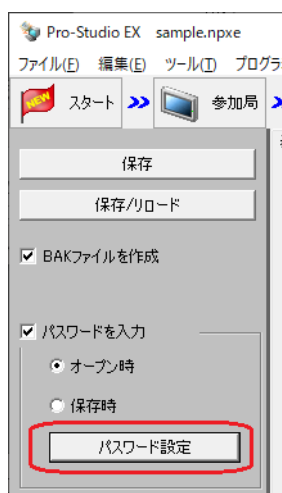 Pro-Studio EX sample.npxe
ファイル(F) 編集(E) ツール(T) プログラ
NEW スタート 参加局
保存
保存/リロード
BAKファイルを作成
パスワードを入力
オープン時
保存時
パスワード設定